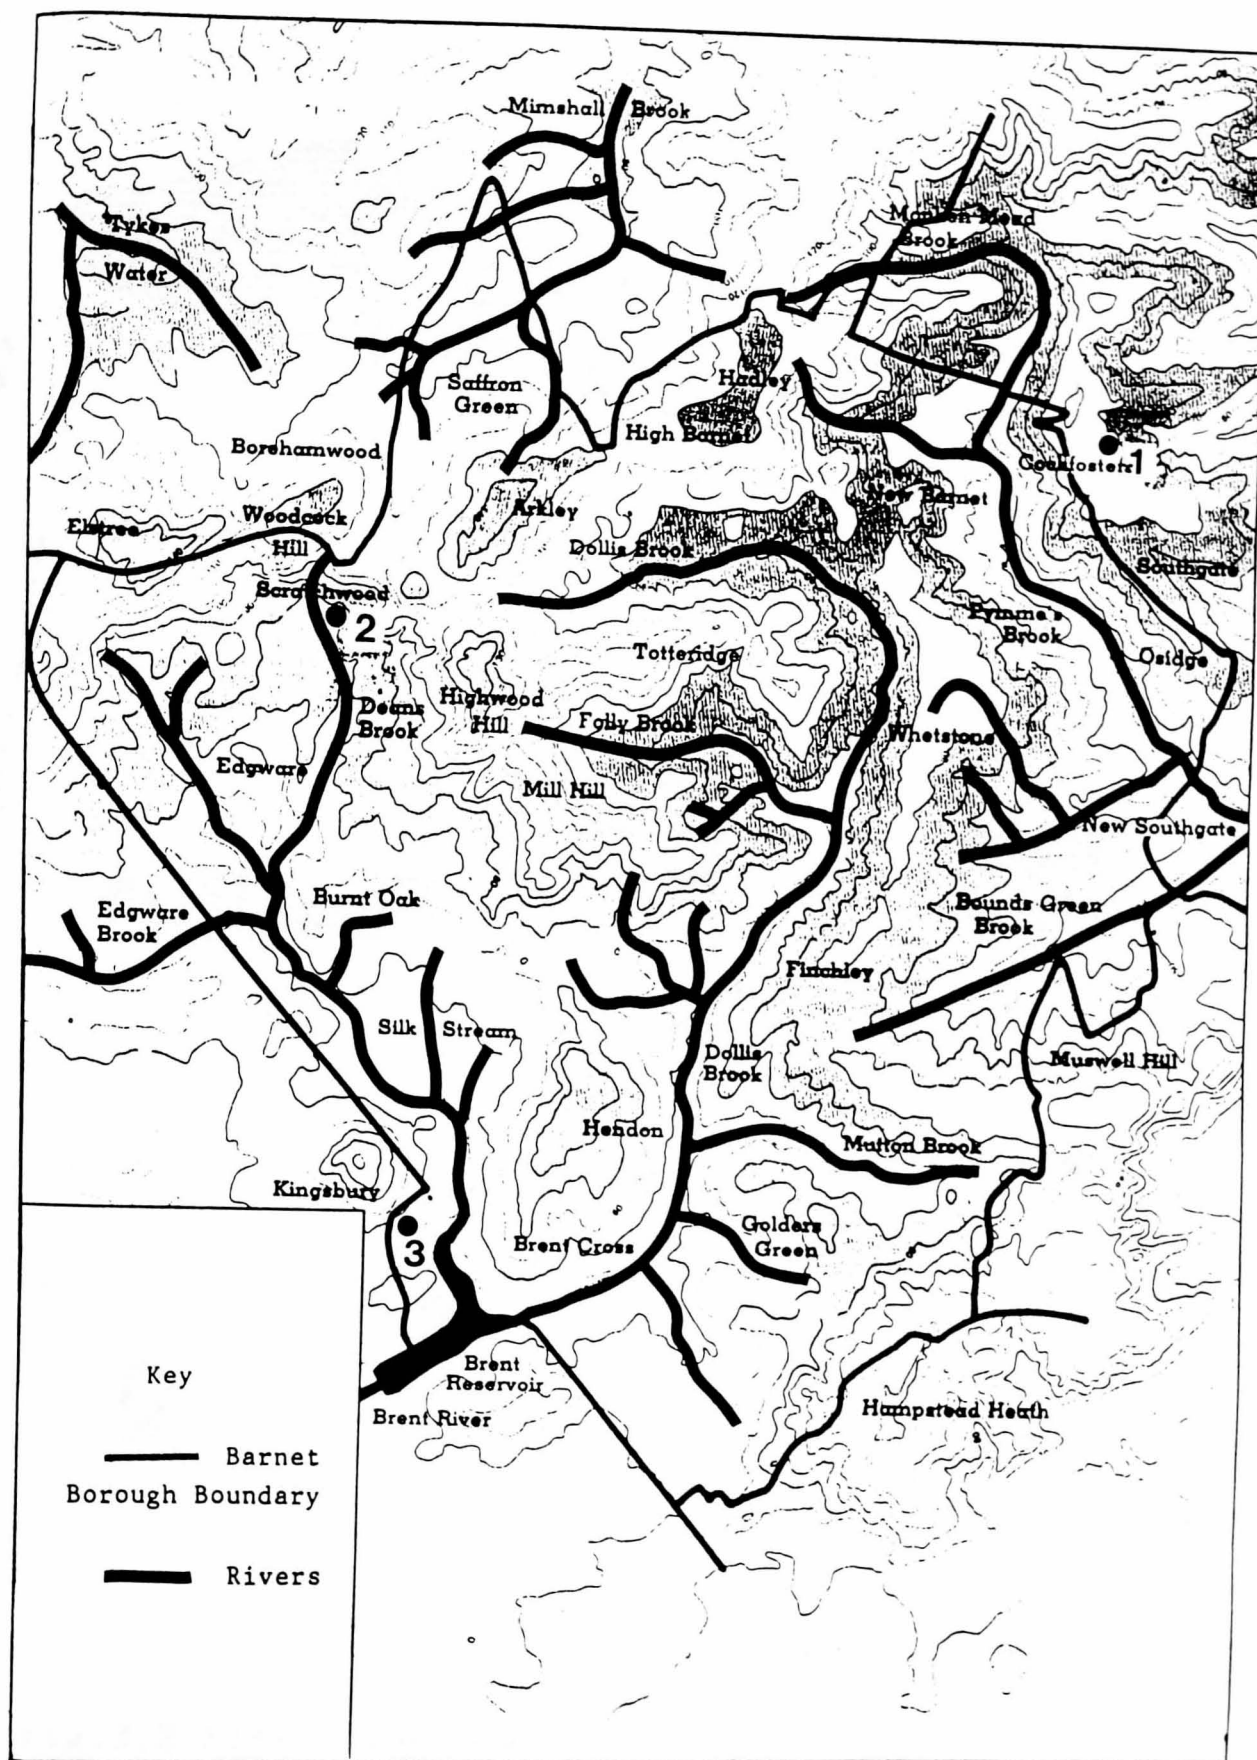 Mimshall Brook
Tykes
Water
Brook
Saffron
Green
Hadley
High Barnet
Borehamwood
1
New Barnet
Woodcock
Hill
Elstree
Arkley
Dollis Brook
Southgate
Scratchwood
2
Pymme's
Brook
Totteridge
Osidge
Highwood
Hill
Deans
Brook
Folly Brook
Whetstone
Edgware
Mill Hill
New Southgate
Burnt Oak
Edgware
Brook
Bounds Green
Brook
Finchley
Silk Stream
Dollis
Brook
Muswell Hill
Hendon
Mutton Brook
Kingsbury
3
Brent Cross
Golders
Green
Brent
Reservoir
Brent River
Hampstead Heath
Key
Barnet
Borough Boundary
Rivers